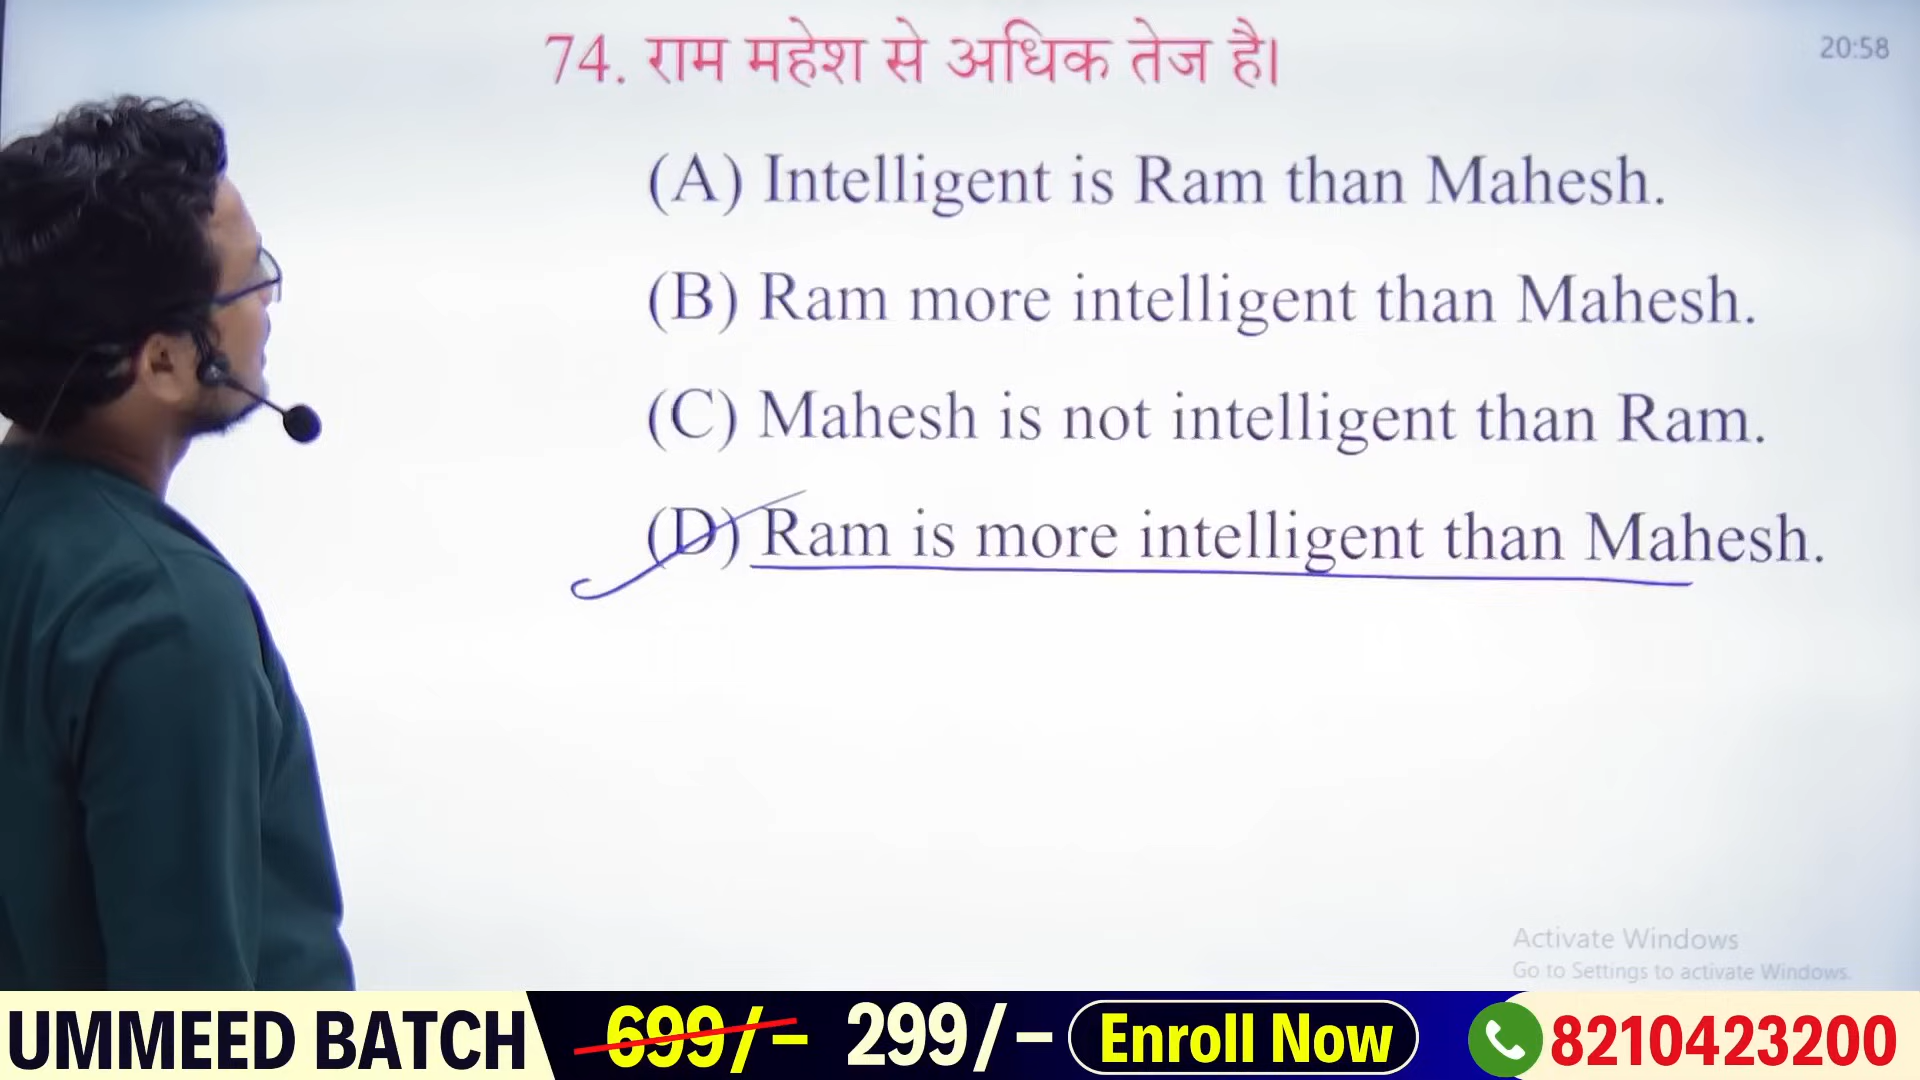 74. राम महेश से अधिक तेज है।
20:58
(A) Intelligent is Ram than Mahesh.
(B) Ram more intelligent than Mahesh.
(C) Mahesh is not intelligent than Ram.
(D) Ram is more intelligent than Mahesh.
Activate Windows
Go to Settings to activate Windows.
UMMEED BATCH 699/- 299/- Enroll Now 8210423200